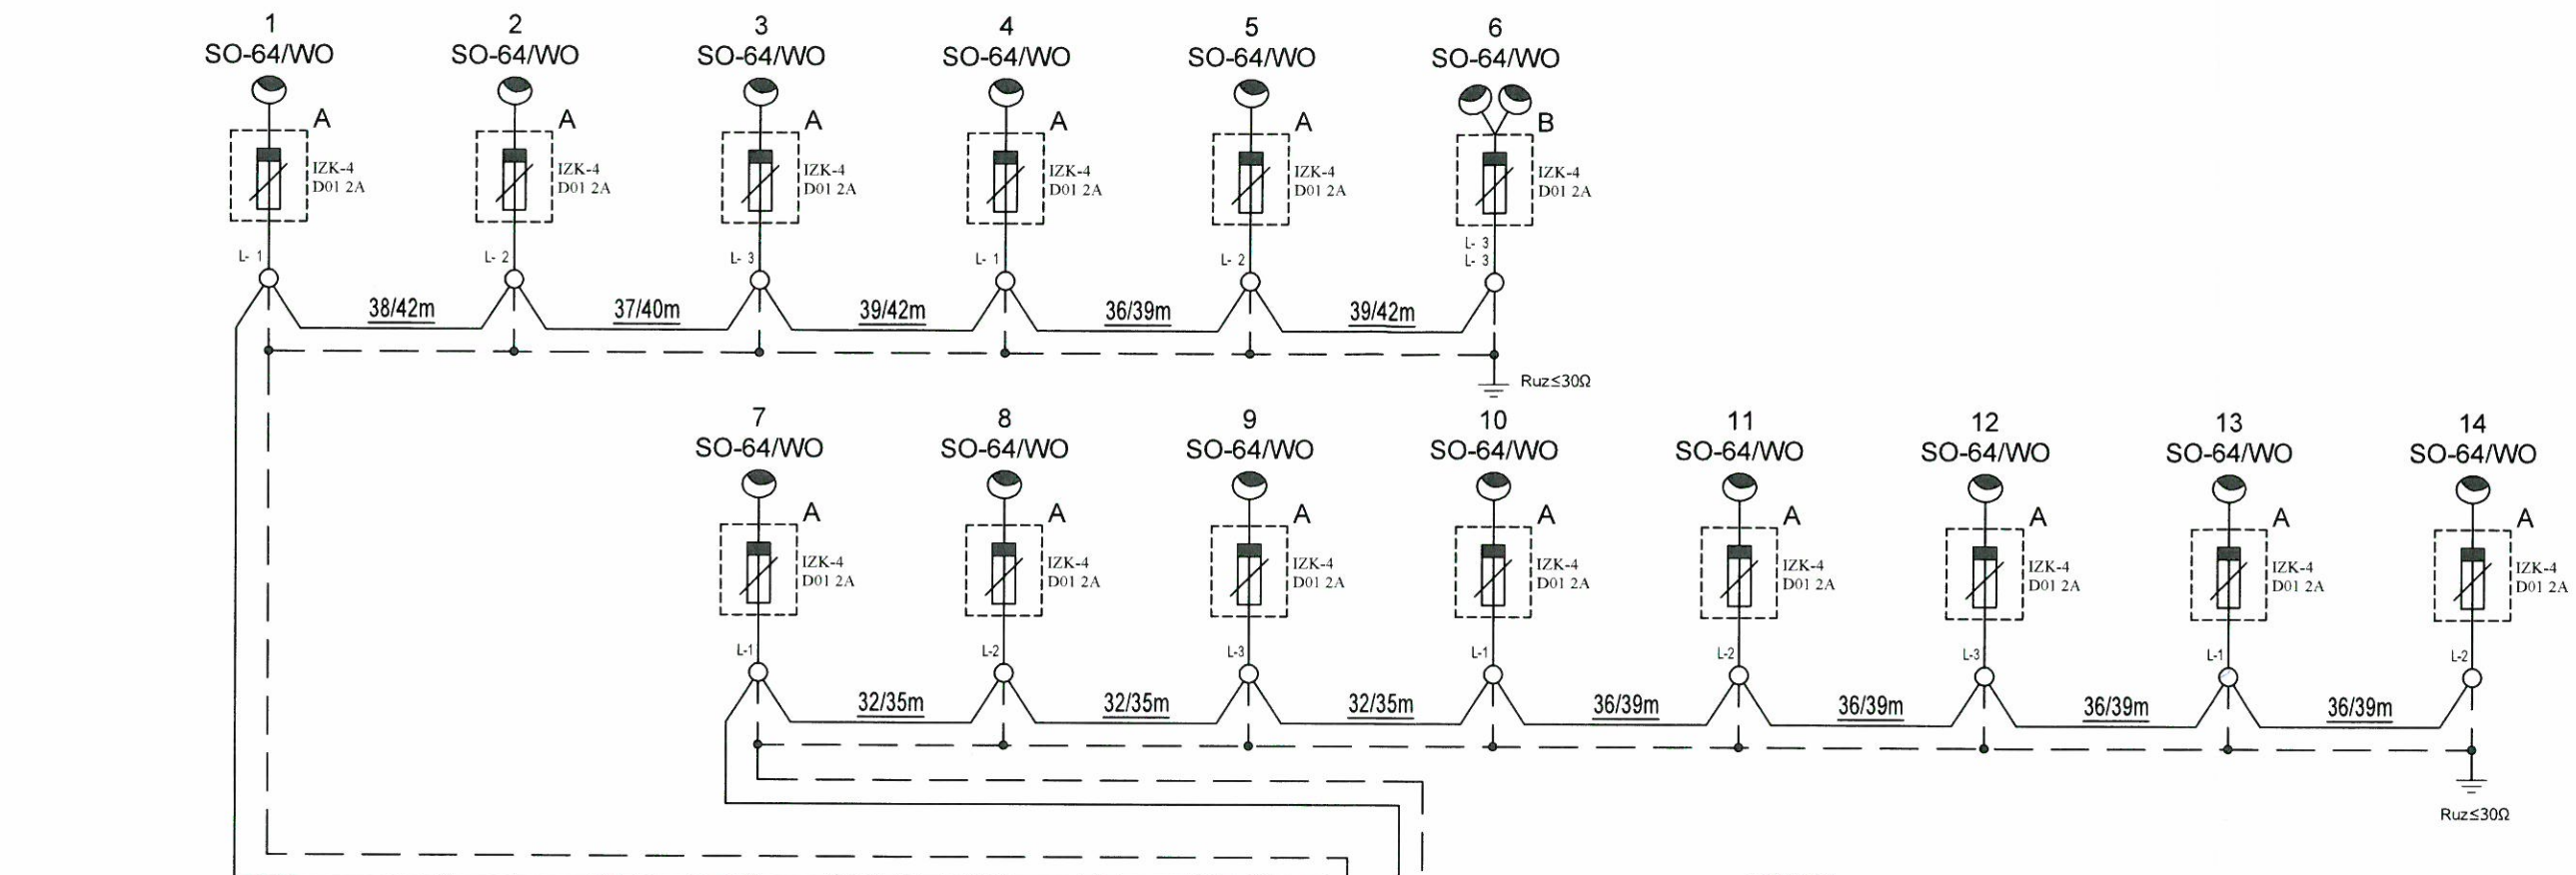 1 2 3 4 5 6
SO-64/WO SO-64/WO SO-64/WO SO-64/WO SO-64/WO SO-64/WO
A A A A A B
IZK-4 IZK-4 IZK-4 IZK-4 IZK-4 IZK-4
D01 2A D01 2A D01 2A D01 2A D01 2A D01 2A
L- 3
L- 1 L- 2 L- 3 L- 1 L- 2 L- 3
38/42m 37/40m 39/42m 36/39m 39/42m
Ruz≤30Ω
7 8 9 10 11 12 13 14
SO-64/WO SO-64/WO SO-64/WO SO-64/WO SO-64/WO SO-64/WO SO-64/WO SO-64/WO
A A A A A A A A
IZK-4 IZK-4 IZK-4 IZK-4 IZK-4 IZK-4 IZK-4 IZK-4
D01 2A D01 2A D01 2A D01 2A D01 2A D01 2A D01 2A D01 2A
L-1 L-2 L-3 L-1 L-2 L-3 L-1 L-2
32/35m 32/35m 32/35m 36/39m 36/39m 36/39m 36/39m
Ruz≤30Ω